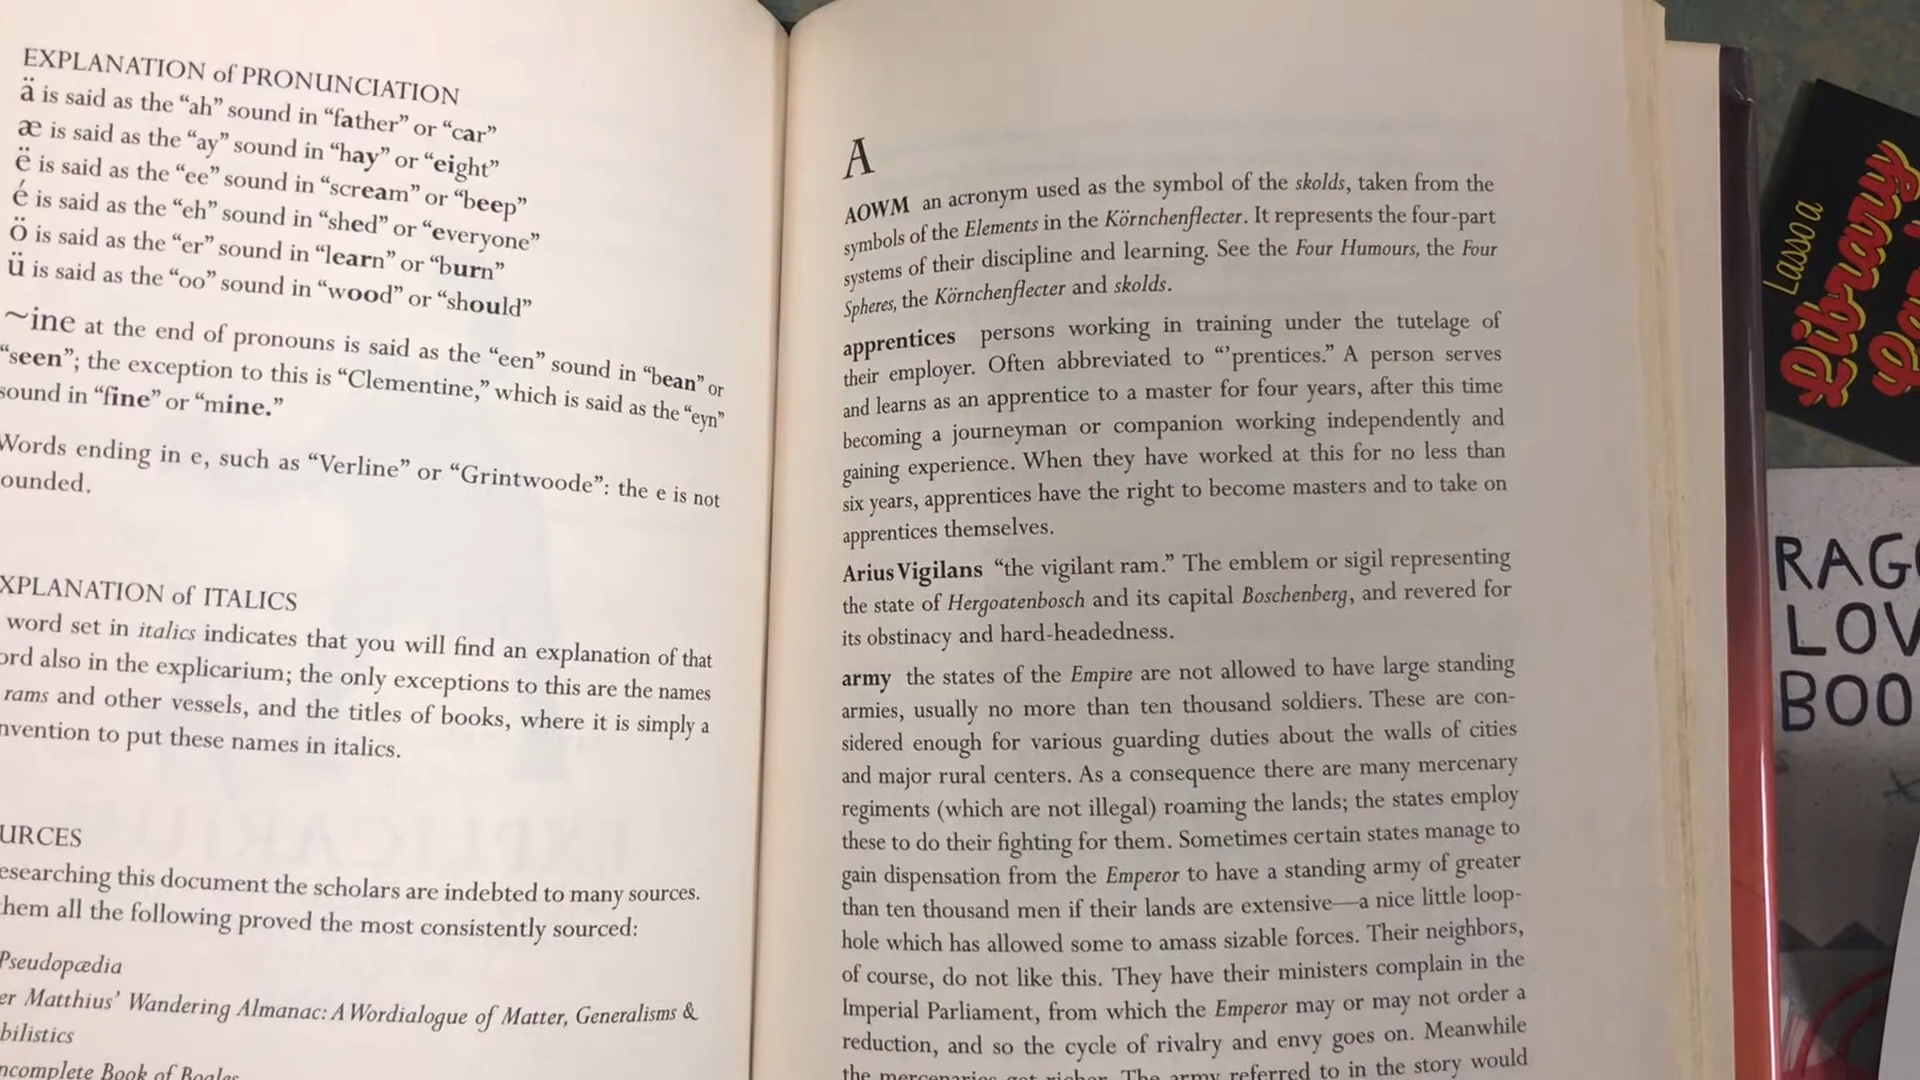 EXPLANATION of PRONUNCIATION
ä is said as the “ah” sound in “father” or “car”
æ is said as the “ay” sound in “hay” or “eight”
ë is said as the “ee” sound in “scream” or “beep”
é is said as the “eh” sound in “shed” or “everyone”
ö is said as the “er” sound in “learn” or “burn”
ü is said as the “oo” sound in “wood” or “should”
~ine at the end of pronouns is said as the “een” sound in “bean” or
“seen”; the exception to this is “Clementine,” which is said as the “eyn”
sound in “fine” or “mine.”
Words ending in e, such as “Verline” or “Grintwoode”: the e is not
ounded.
XPLANATION of ITALICS
word set in italics indicates that you will find an explanation of that
ord also in the explicarium; the only exceptions to this are the names
rams and other vessels, and the titles of books, where it is simply a
nvention to put these names in italics.
URCES
esearching this document the scholars are indebted to many sources.
hem all the following proved the most consistently sourced:
Pseudopædia
er Matthius’ Wandering Almanac: A Wordialogue of Matter, Generalisms &
bilistics
ncomplete Book of Bogles
A
AOWM an acronym used as the symbol of the skolds, taken from the
symbols of the Elements in the Körnchenflecter. It represents the four-part
systems of their discipline and learning. See the Four Humours, the Four
Spheres, the Körnchenflecter and skolds.
apprentices persons working in training under the tutelage of
their employer. Often abbreviated to “’prentices.” A person serves
and learns as an apprentice to a master for four years, after this time
becoming a journeyman or companion working independently and
gaining experience. When they have worked at this for no less than
six years, apprentices have the right to become masters and to take on
apprentices themselves.
Arius Vigilans “the vigilant ram.” The emblem or sigil representing
the state of Hergoatenbosch and its capital Boschenberg, and revered for
its obstinacy and hard-headedness.
army the states of the Empire are not allowed to have large standing
armies, usually no more than ten thousand soldiers. These are con-
sidered enough for various guarding duties about the walls of cities
and major rural centers. As a consequence there are many mercenary
regiments (which are not illegal) roaming the lands; the states employ
these to do their fighting for them. Sometimes certain states manage to
gain dispensation from the Emperor to have a standing army of greater
than ten thousand men if their lands are extensive—a nice little loop-
hole which has allowed some to amass sizable forces. Their neighbors,
of course, do not like this. They have their ministers complain in the
Imperial Parliament, from which the Emperor may or may not order a
reduction, and so the cycle of rivalry and envy goes on. Meanwhile
the mercenaries get richer. The army referred to in the story would
Lasso a
Library
RAG
LOV
BOO